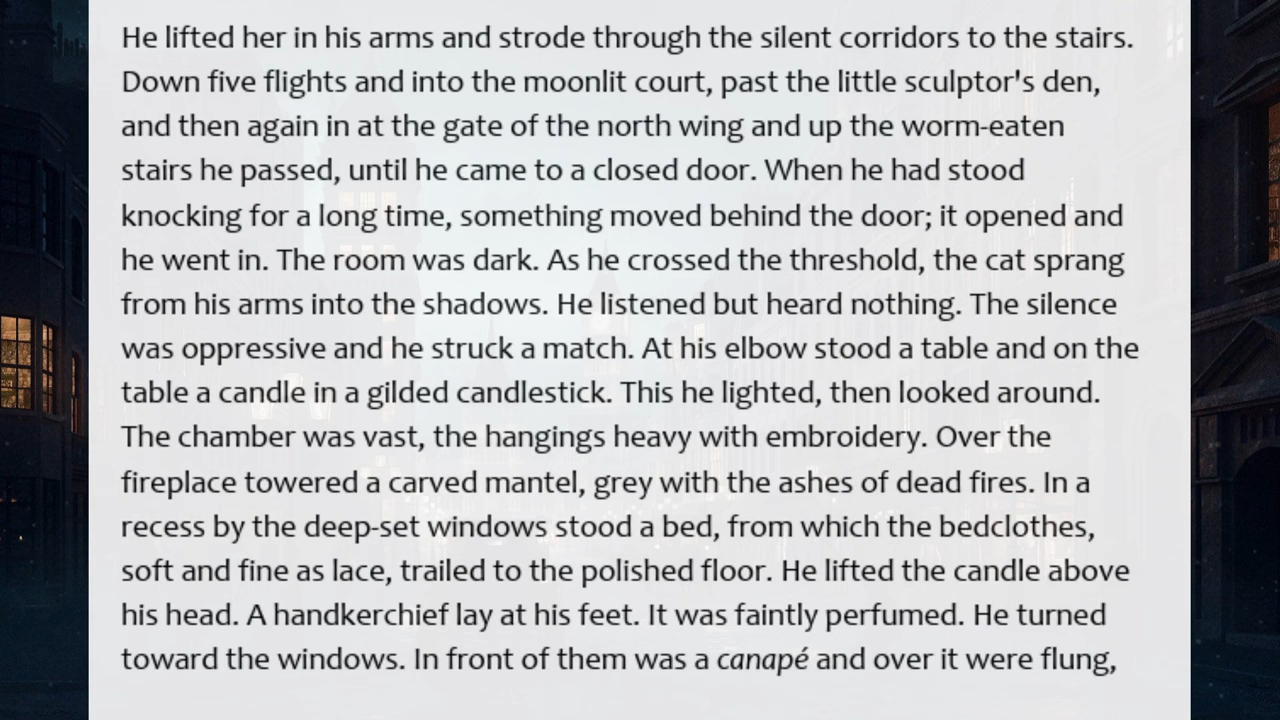 He lifted her in his arms and strode through the silent corridors to the stairs.
Down five flights and into the moonlit court, past the little sculptor's den,
and then again in at the gate of the north wing and up the worm-eaten
stairs he passed, until he came to a closed door. When he had stood
knocking for a long time, something moved behind the door; it opened and
he went in. The room was dark. As he crossed the threshold, the cat sprang
from his arms into the shadows. He listened but heard nothing. The silence
was oppressive and he struck a match. At his elbow stood a table and on the
table a candle in a gilded candlestick. This he lighted, then looked around.
The chamber was vast, the hangings heavy with embroidery. Over the
fireplace towered a carved mantel, grey with the ashes of dead fires. In a
recess by the deep-set windows stood a bed, from which the bedclothes,
soft and fine as lace, trailed to the polished floor. He lifted the candle above
his head. A handkerchief lay at his feet. It was faintly perfumed. He turned
toward the windows. In front of them was a canapé and over it were flung,